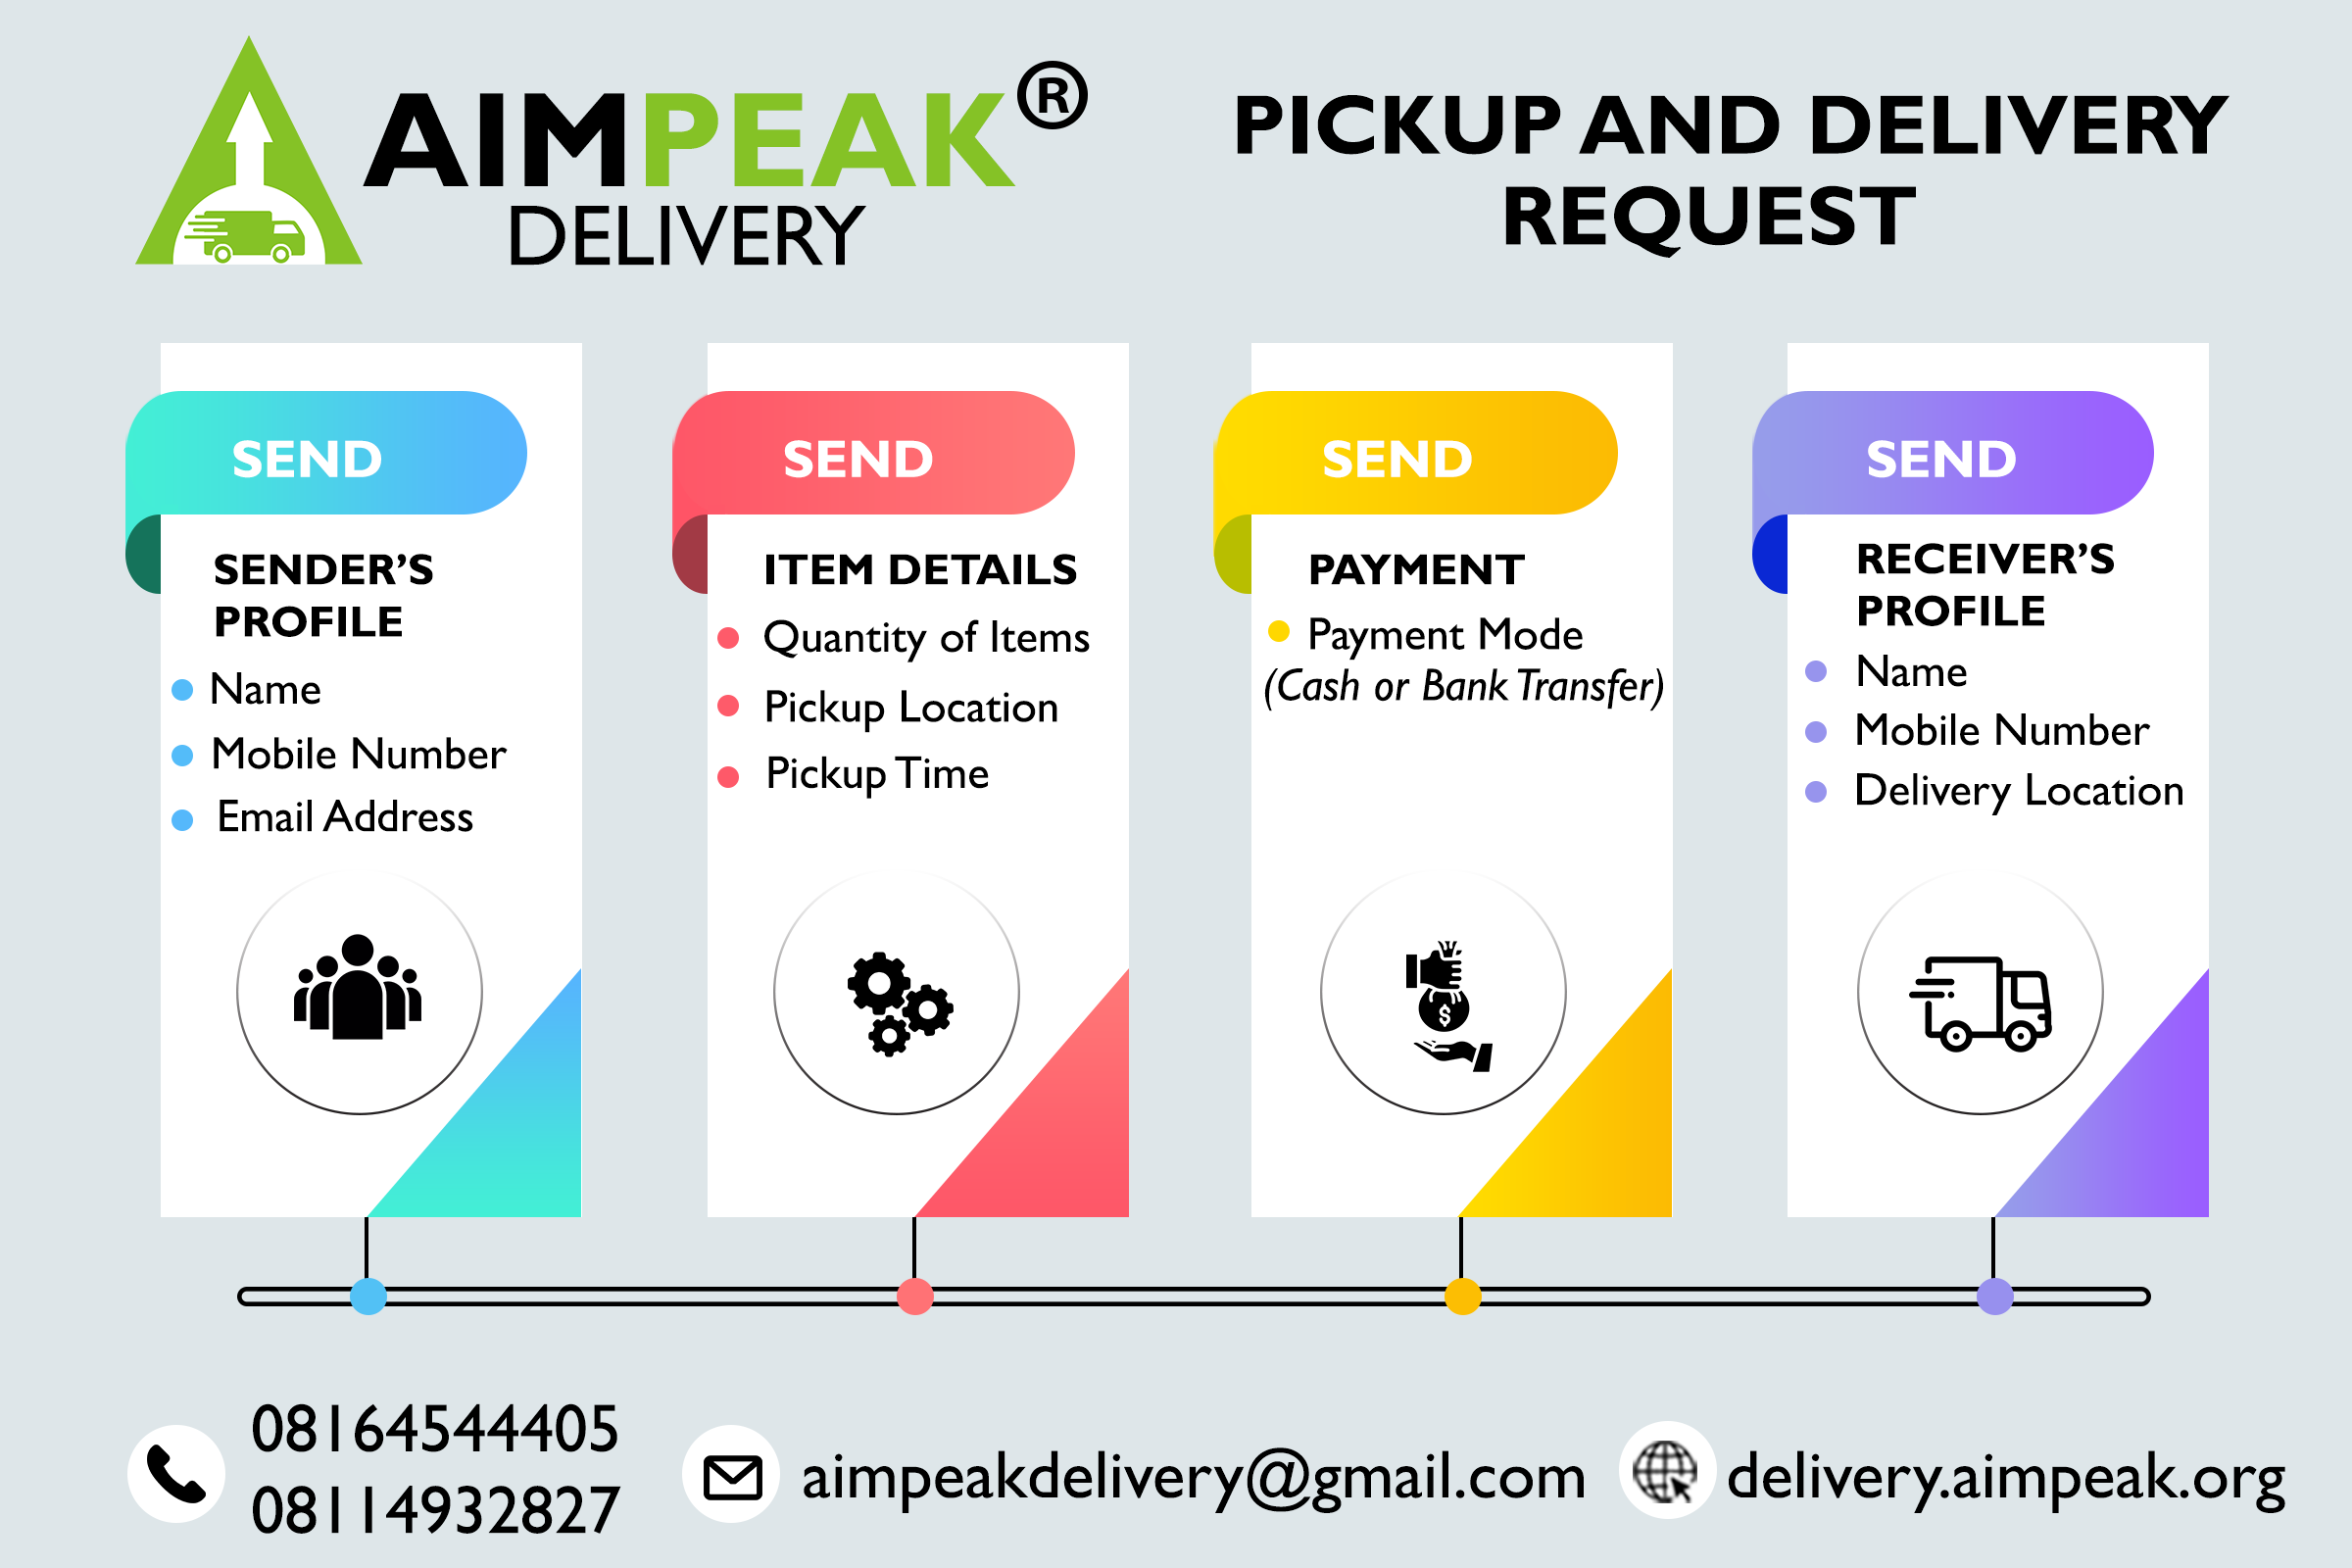 AIMPEAK®
DELIVERY
PICKUP AND DELIVERY
REQUEST
SEND
SENDER'S
PROFILE
Name
Mobile Number
Email Address
SEND
ITEM DETAILS
Quantity of Items
Pickup Location
Pickup Time
SEND
PAYMENT
Payment Mode
(Cash or Bank Transfer)
$
SEND
RECEIVER'S
PROFILE
Name
Mobile Number
Delivery Location
08164544405
08114932827
aimpeakdelivery@gmail.com
delivery.aimpeak.org